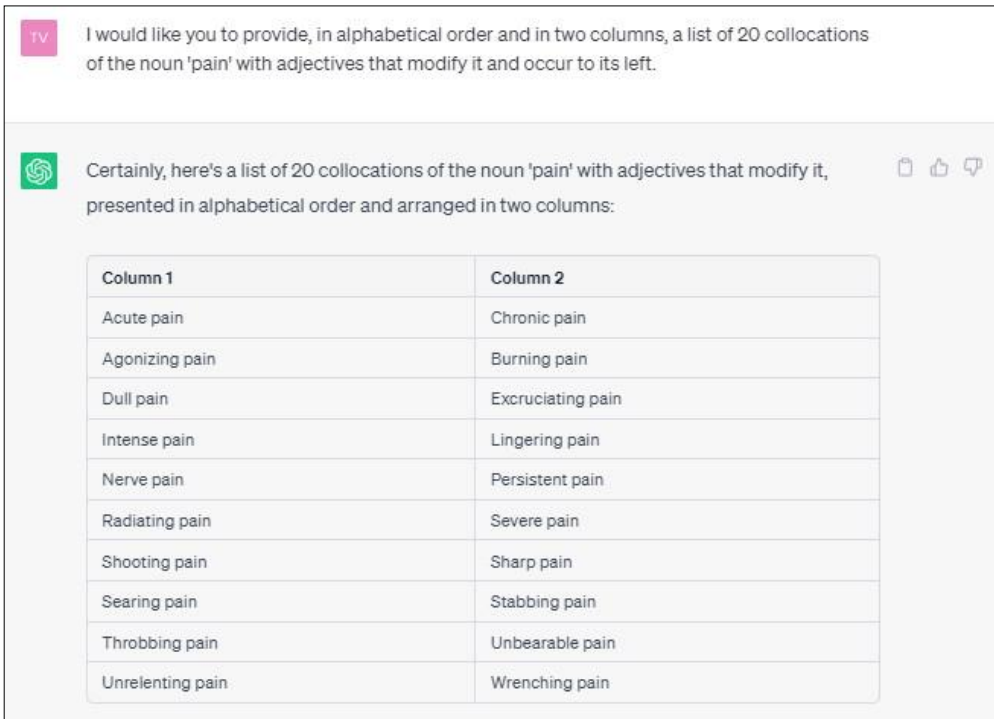 TV
I would like you to provide, in alphabetical order and in two columns, a list of 20 collocations
of the noun 'pain' with adjectives that modify it and occur to its left.
Certainly, here's a list of 20 collocations of the noun 'pain' with adjectives that modify it,
presented in alphabetical order and arranged in two columns:
Column 1 Column 2
Acute pain Chronic pain
Agonizing pain Burning pain
Dull pain Excruciating pain
Intense pain Lingering pain
Nerve pain Persistent pain
Radiating pain Severe pain
Shooting pain Sharp pain
Searing pain Stabbing pain
Throbbing pain Unbearable pain
Unrelenting pain Wrenching pain